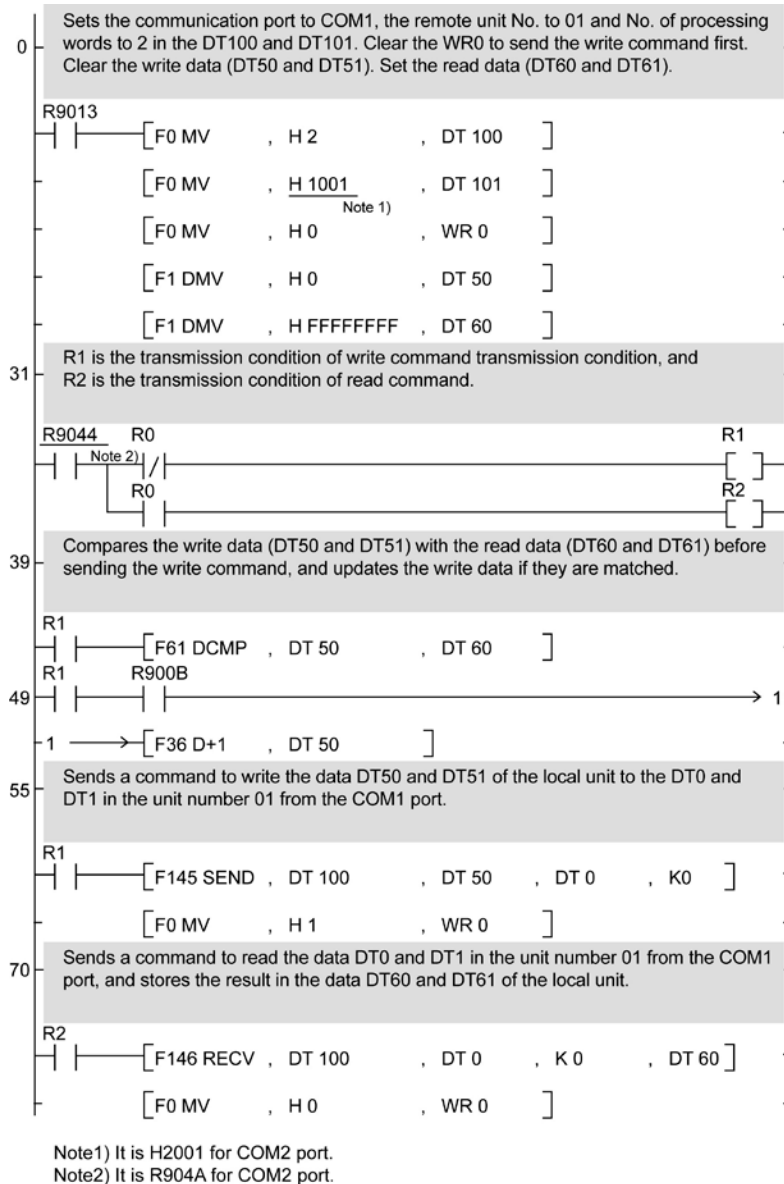 Sets the communication port to COM1, the remote unit No. to 01 and No. of processing
0 words to 2 in the DT100 and DT101. Clear the WR0 to send the write command first.
Clear the write data (DT50 and DT51). Set the read data (DT60 and DT61).
R9013
F0 MV , H 2 , DT 100
F0 MV , H 1001 , DT 101
Note 1)
F0 MV , H 0 , WR 0
F1 DMV , H 0 , DT 50
F1 DMV , H FFFFFFFF , DT 60
R1 is the transmission condition of write command transmission condition, and
31 R2 is the transmission condition of read command.
R9044 R0 R1
Note 2)
R0 R2
Compares the write data (DT50 and DT51) with the read data (DT60 and DT61) before
39 sending the write command, and updates the write data if they are matched.
R1
F61 DCMP , DT 50 , DT 60
R1 R900B
49 1
1 F36 D+1 , DT 50
Sends a command to write the data DT50 and DT51 of the local unit to the DT0 and
55 DT1 in the unit number 01 from the COM1 port.
R1
F145 SEND , DT 100 , DT 50 , DT 0 , K0
F0 MV , H 1 , WR 0
Sends a command to read the data DT0 and DT1 in the unit number 01 from the COM1
70 port, and stores the result in the data DT60 and DT61 of the local unit.
R2
F146 RECV , DT 100 , DT 0 , K 0 , DT 60
F0 MV , H 0 , WR 0
Note1) It is H2001 for COM2 port.
Note2) It is R904A for COM2 port.